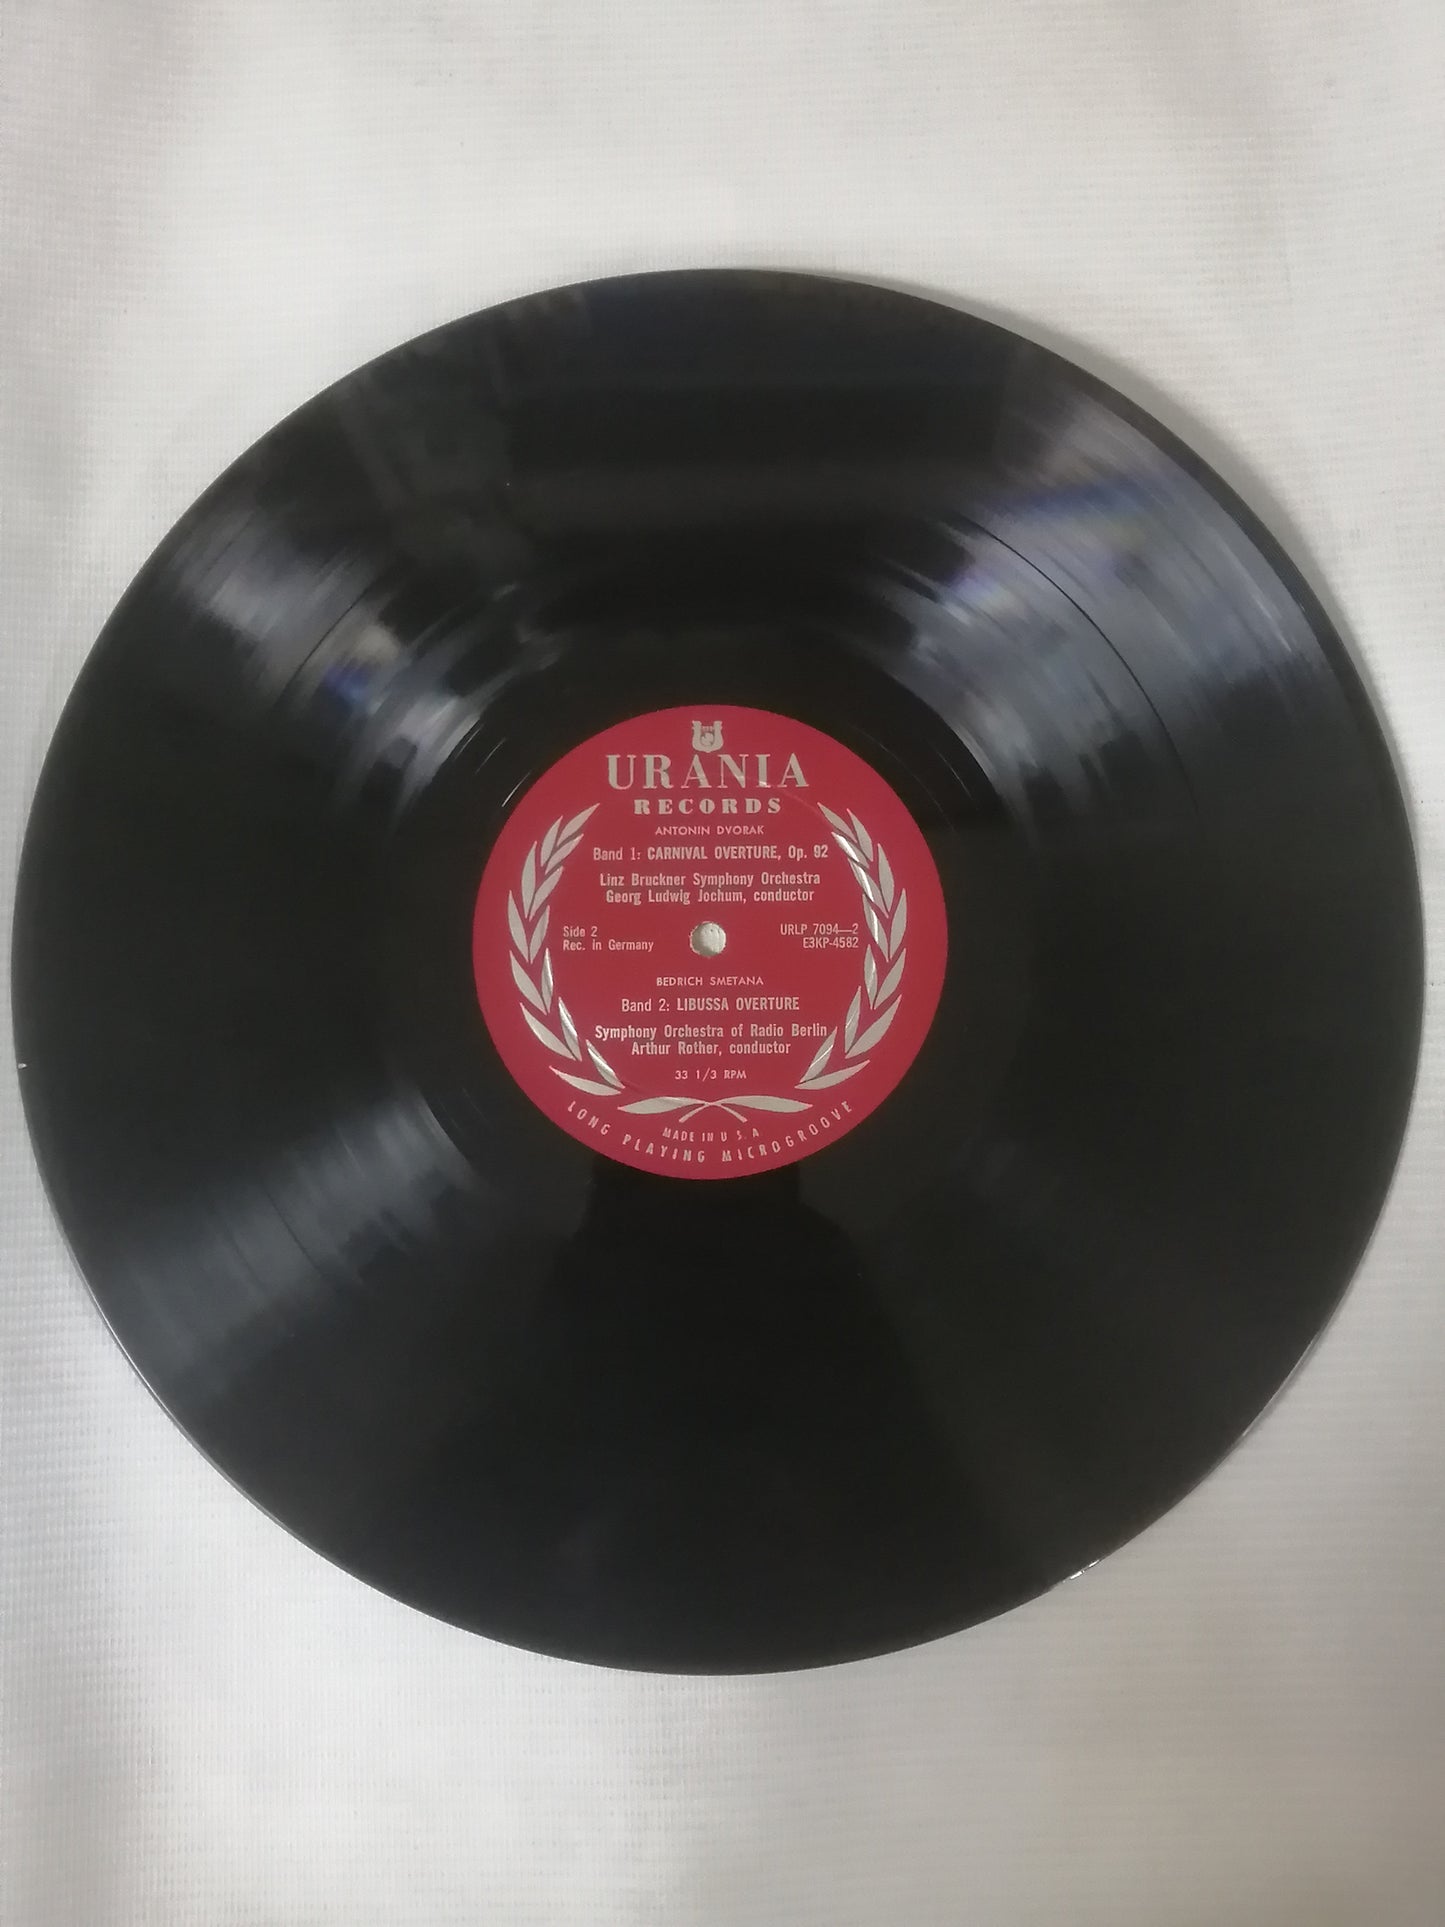 URANIA
RECORDS
ANTONIN DVORAK
Band 1: CARNIVAL OVERTURE, Op. 92
Linz Bruckner Symphony Orchestra
Georg Ludwig Jochum, conductor
Side 2
Rec. in Germany
URLP 7094—2
E3KP-4582
BEDRICH SMETANA
Band 2: LIBUSSA OVERTURE
Symphony Orchestra of Radio Berlin
Arthur Rother, conductor
33 1/3 RPM
MADE IN U. S. A.
LONG PLAYING MICROGROOVE